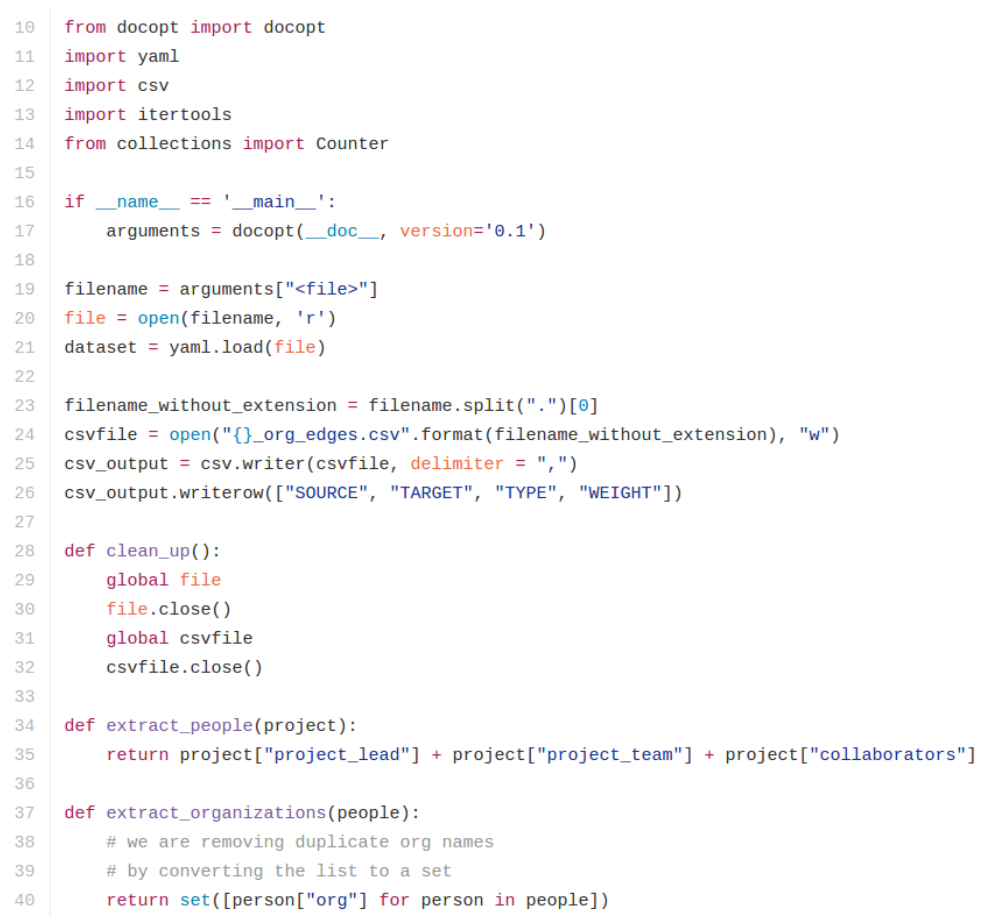 10 from docopt import docopt
11 import yaml
12 import csv
13 import itertools
14 from collections import Counter
15
16 if __name__ == '__main__':
17     arguments = docopt(__doc__, version='0.1')
18
19 filename = arguments["<file>"]
20 file = open(filename, 'r')
21 dataset = yaml.load(file)
22
23 filename_without_extension = filename.split(".")[0]
24 csvfile = open("{}_org_edges.csv".format(filename_without_extension), "w")
25 csv_output = csv.writer(csvfile, delimiter = ",")
26 csv_output.writerow(["SOURCE", "TARGET", "TYPE", "WEIGHT"])
27
28 def clean_up():
29     global file
30     file.close()
31     global csvfile
32     csvfile.close()
33
34 def extract_people(project):
35     return project["project_lead"] + project["project_team"] + project["collaborators"]
36
37 def extract_organizations(people):
38     # we are removing duplicate org names
39     # by converting the list to a set
40     return set([person["org"] for person in people])